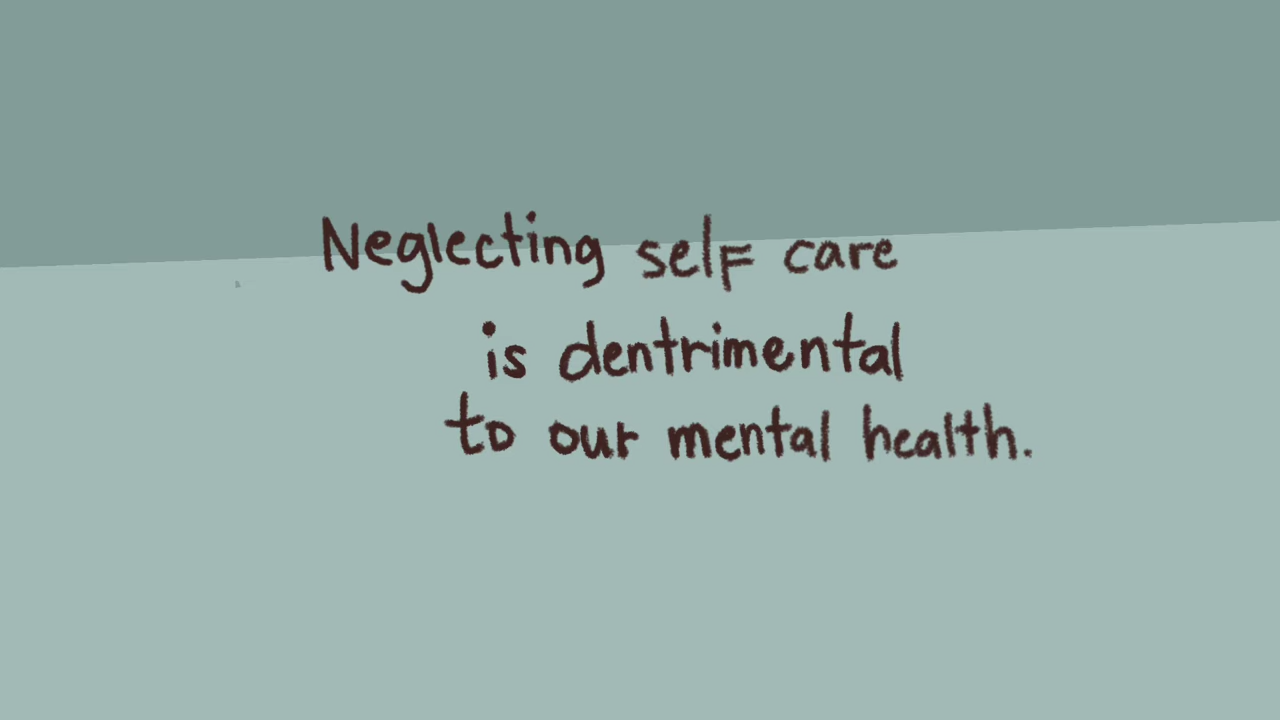 Neglecting self care
is dentrimental
to our mental health.